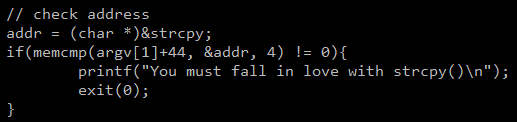 // check address
addr = (char *)&strcpy;
if(memcmp(argv[1]+44, &addr, 4) != 0){
        printf("You must fall in love with strcpy()\n");
        exit(0);
}